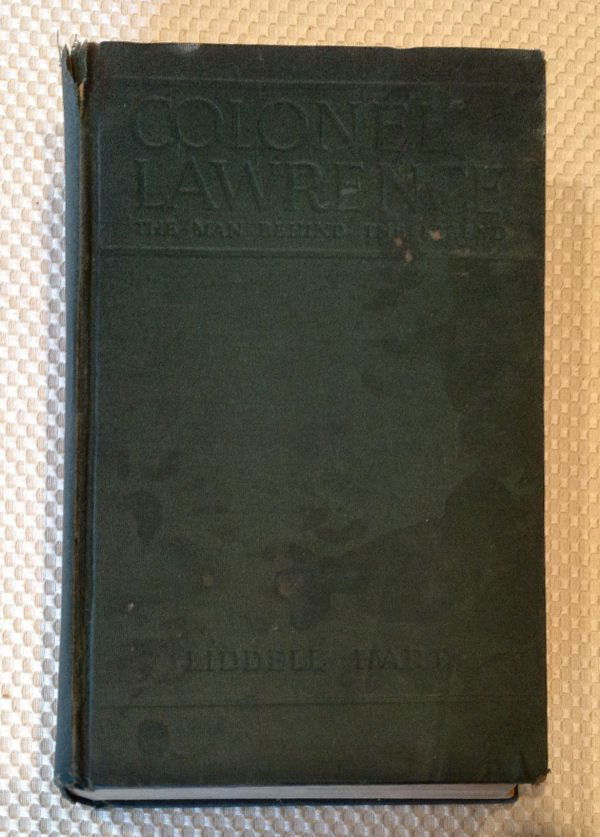 COLONEL
LAWRENCE
THE MAN BEHIND THE LEGEND
LIDDELL HART